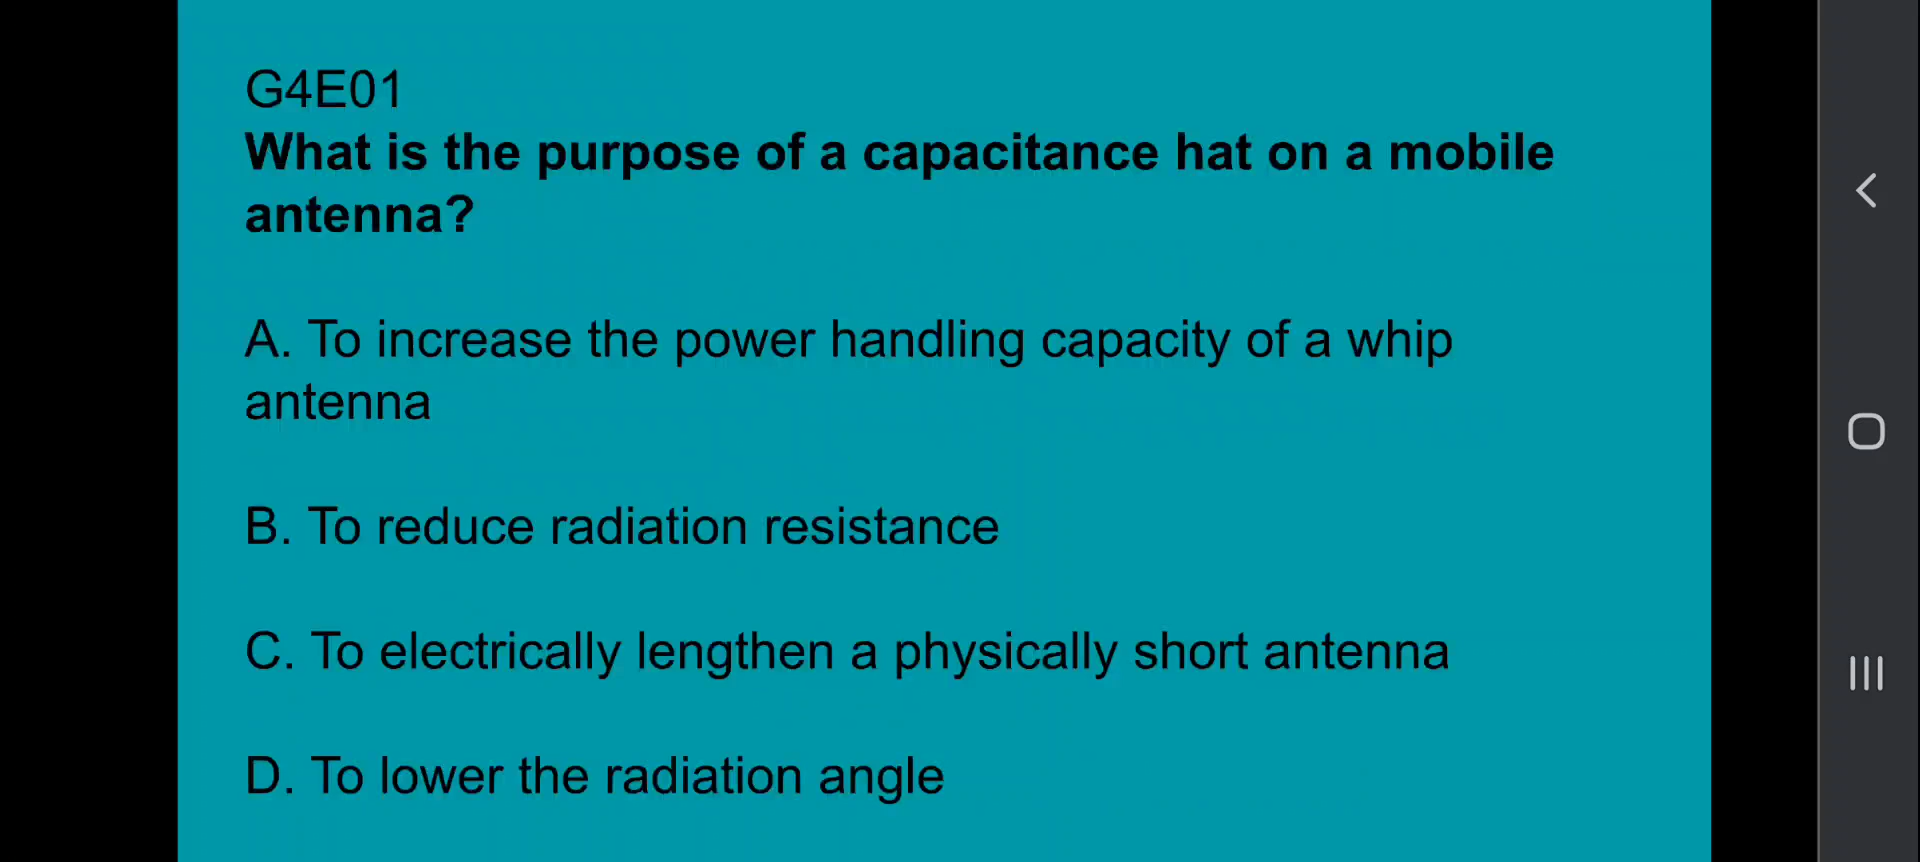 G4E01
What is the purpose of a capacitance hat on a mobile
antenna?
A. To increase the power handling capacity of a whip
antenna
B. To reduce radiation resistance
C. To electrically lengthen a physically short antenna
D. To lower the radiation angle